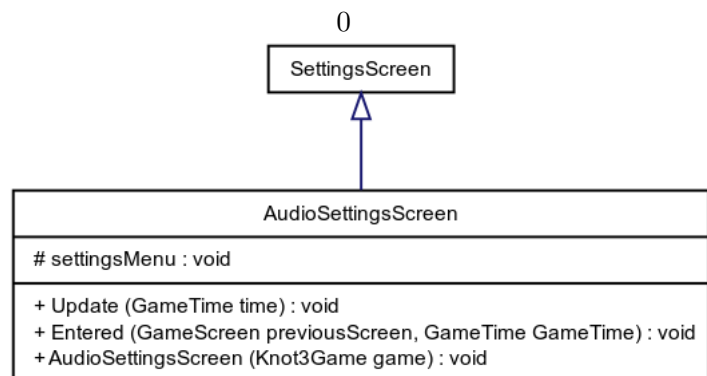 0
SettingsScreen
AudioSettingsScreen
# settingsMenu : void
+ Update (GameTime time) : void
+ Entered (GameScreen previousScreen, GameTime GameTime) : void
+ AudioSettingsScreen (Knot3Game game) : void